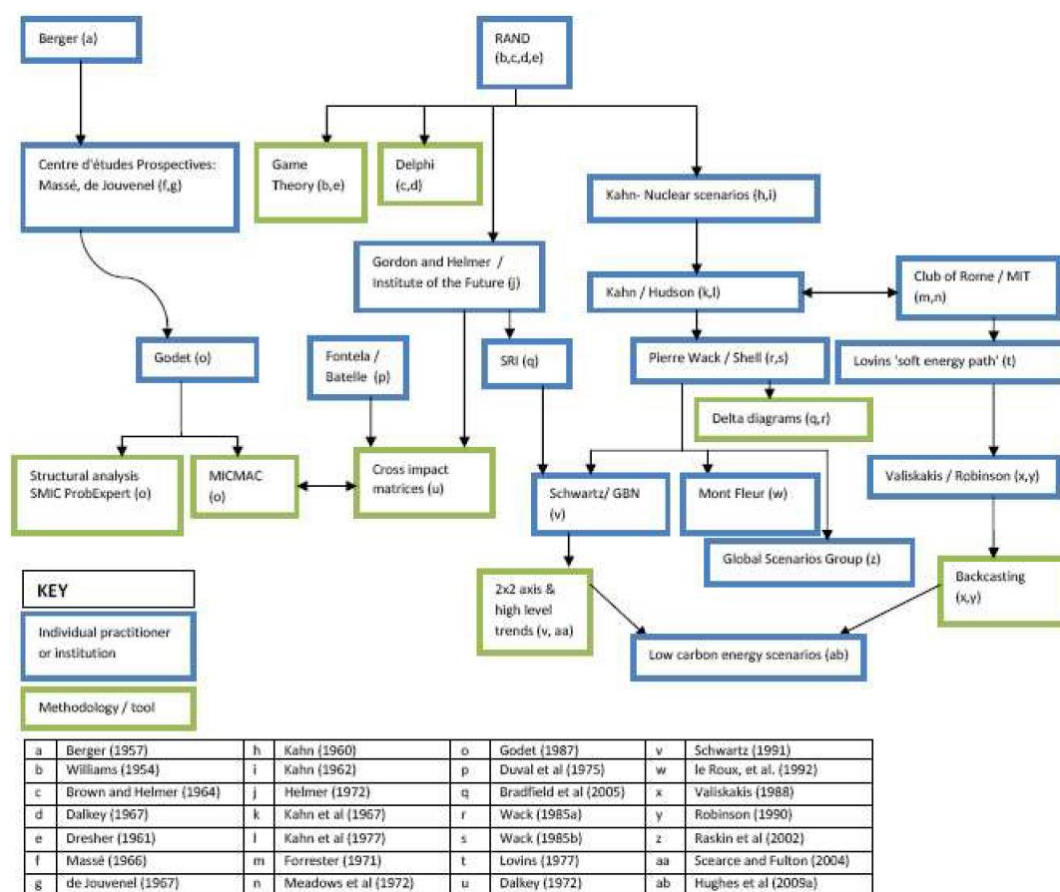 Berger (a)
RAND
(b,c,d,e)
Centre d'études Prospectives:
Massé, de Jouvenel (f,g)
Game
Theory (b,e)
Delphi
(c,d)
Kahn- Nuclear scenarios (h,i)
Gordon and Helmer /
Institute of the Future (j)
Kahn / Hudson (k,l)
Club of Rome / MIT
(m,n)
Godet (o)
Fontela /
Batelle (p)
SRI (q)
Pierre Wack / Shell (r,s)
Lovins 'soft energy path' (t)
Delta diagrams (q,r)
Structural analysis
SMIC ProbExpert (o)
MICMAC
(o)
Cross impact
matrices (u)
Schwartz/ GBN
(v)
Mont Fleur (w)
Valiskakis / Robinson (x,y)
Global Scenarios Group (z)
2x2 axis &
high level
trends (v, aa)
Backcasting
(x,y)
Low carbon energy scenarios (ab)
KEY
Individual practitioner
or institution
Methodology / tool
a Berger (1957) h Kahn (1960) o Godet (1987) v Schwartz (1991)
b Williams (1954) i Kahn (1962) p Duval et al (1975) w le Roux, et al. (1992)
c Brown and Helmer (1964) j Helmer (1972) q Bradfield et al (2005) x Valiskakis (1988)
d Dalkey (1967) k Kahn et al (1967) r Wack (1985a) y Robinson (1990)
e Dresher (1961) l Kahn et al (1977) s Wack (1985b) z Raskin et al (2002)
f Massé (1966) m Forrester (1971) t Lovins (1977) aa Scearce and Fulton (2004)
g de Jouvenel (1967) n Meadows et al (1972) u Dalkey (1972) ab Hughes et al (2009a)